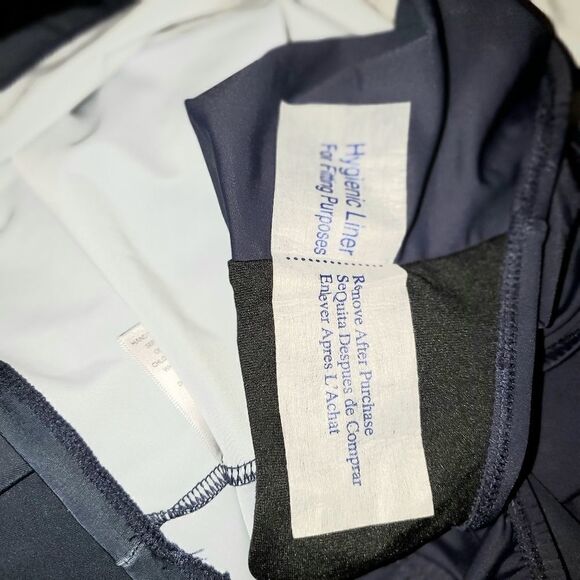 Hygienic Liner
For Fitting Purposes
Remove After Purchase
SeQuita Despues de Comprar
Enlever Apres L'Achat